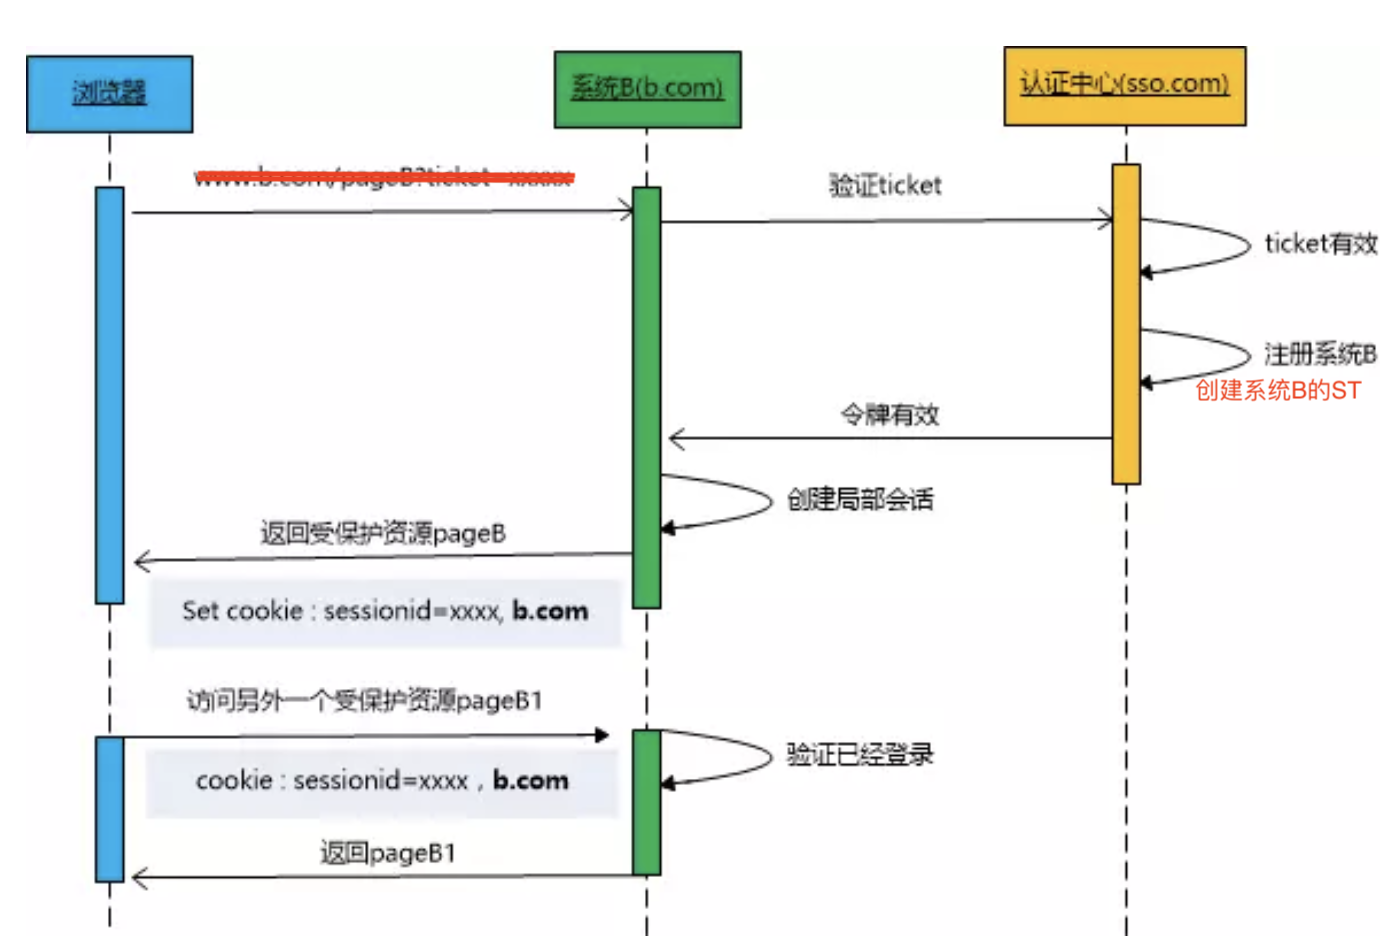 浏览器
系统B(b.com)
认证中心(sso.com)
www.b.com/pageB?ticket=xxxxx
验证ticket
ticket有效
注册系统B
创建系统B的ST
令牌有效
创建局部会话
返回受保护资源pageB
Set cookie : sessionid=xxxx, b.com
访问另外一个受保护资源pageB1
验证已经登录
cookie : sessionid=xxxx , b.com
返回pageB1